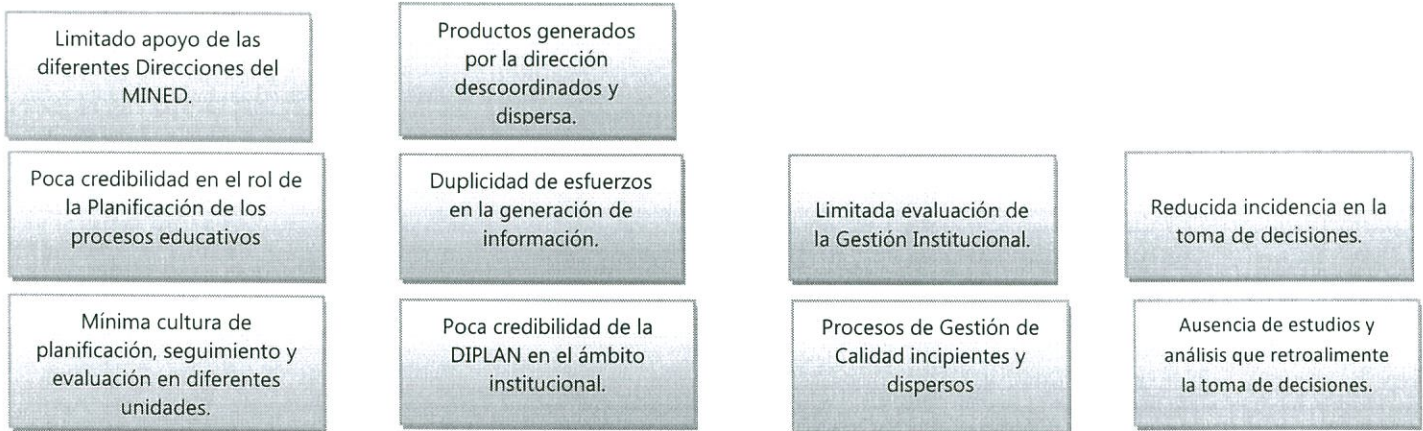 Limitado apoyo de las
diferentes Direcciones del
MINED.
Productos generados
por la dirección
descoordinados y
dispersa.
Poca credibilidad en el rol de
la Planificación de los
procesos educativos
Duplicidad de esfuerzos
en la generación de
información.
Limitada evaluación de
la Gestión Institucional.
Reducida incidencia en la
toma de decisiones.
Mínima cultura de
planificación, seguimiento y
evaluación en diferentes
unidades.
Poca credibilidad de la
DIPLAN en el ámbito
institucional.
Procesos de Gestión de
Calidad incipientes y
dispersos
Ausencia de estudios y
análisis que retroalimente
la toma de decisiones.